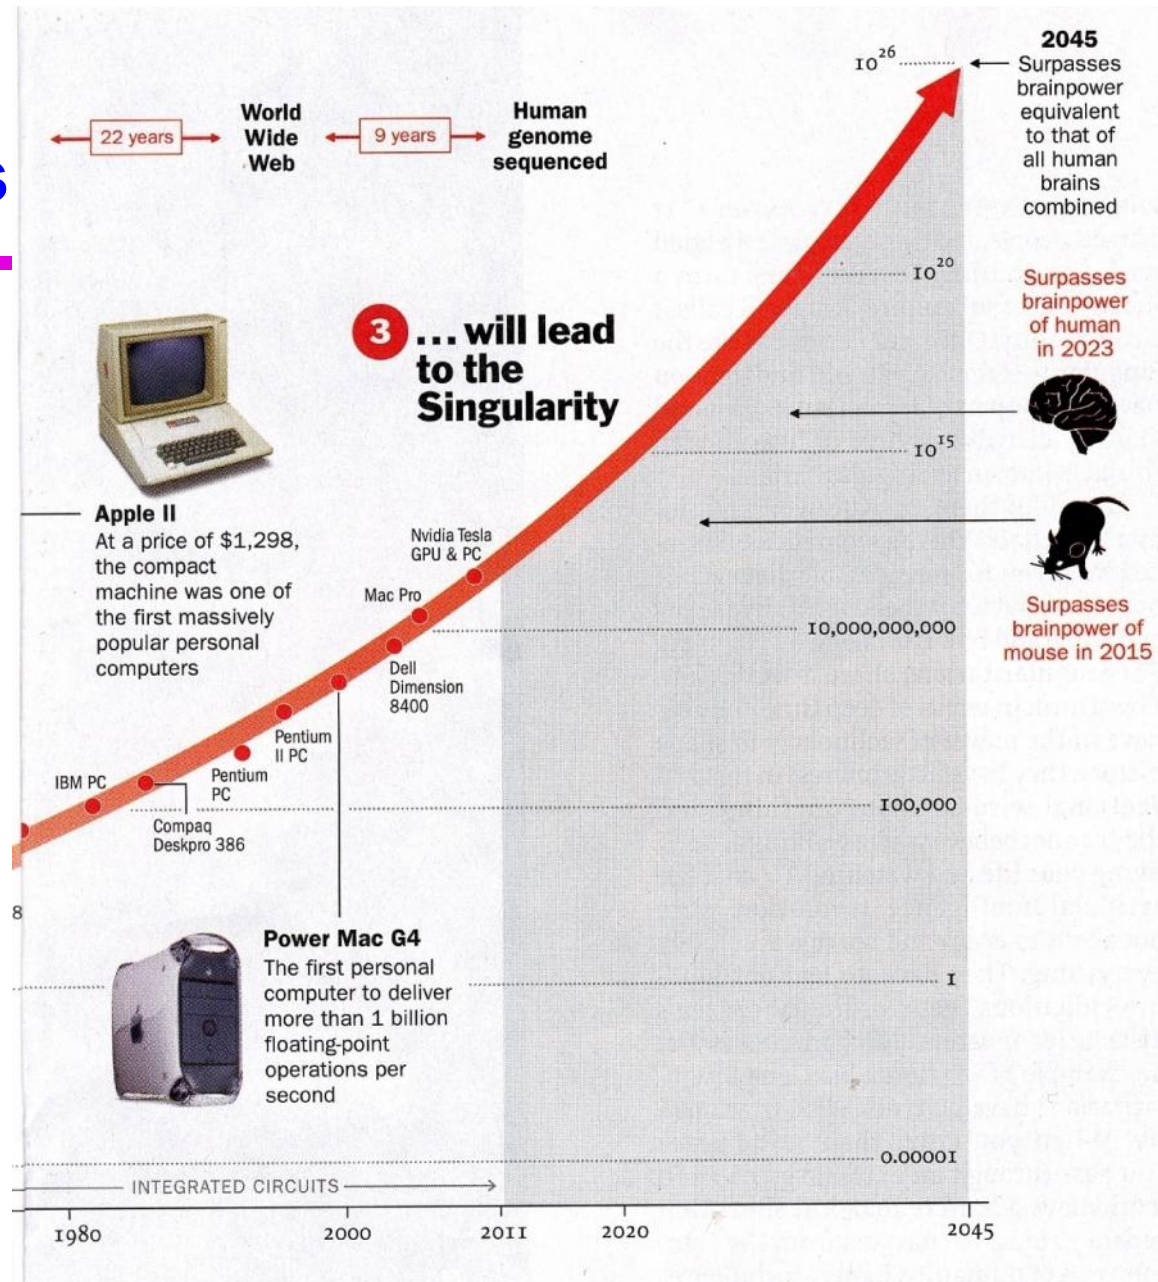 s
22 years
World
Wide
Web
9 years
Human
genome
sequenced
10^26
2045
Surpasses
brainpower
equivalent
to that of
all human
brains
combined
10^20
Surpasses
brainpower
of human
in 2023
3 ... will lead
to the
Singularity
10^15
Apple II
At a price of $1,298,
the compact
machine was one of
the first massively
popular personal
computers
Nvidia Tesla
GPU & PC
Mac Pro
10,000,000,000
Surpasses
brainpower of
mouse in 2015
Dell
Dimension
8400
Pentium
II PC
Pentium
PC
IBM PC
Compaq
Deskpro 386
100,000
8
Power Mac G4
The first personal
computer to deliver
more than 1 billion
floating-point
operations per
second
1
0.00001
INTEGRATED CIRCUITS
1980
2000
2011
2020
2045